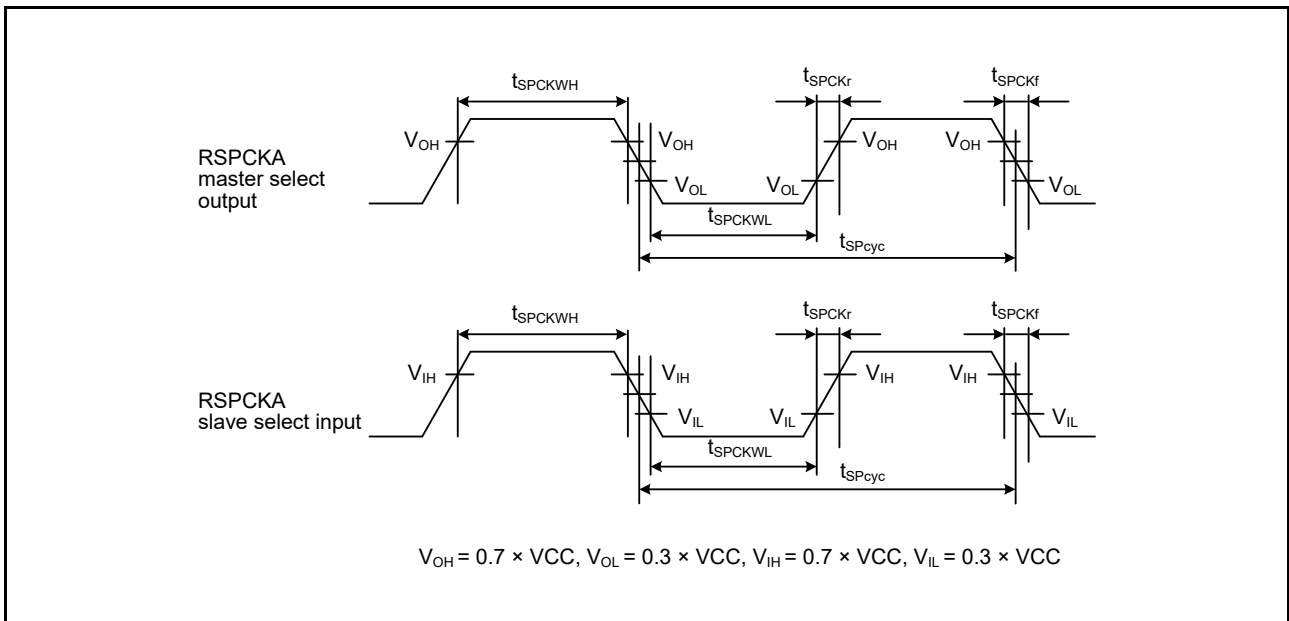 tSPCKWH tSPCKr tSPCKf
VOH VOH VOH VOH
RSPCKA
master select
output
VOL VOL VOL
tSPCKWL
tSPcyc
tSPCKWH tSPCKr tSPCKf
VIH VIH VIH VIH
RSPCKA
slave select input
VIL VIL VIL
tSPCKWL
tSPcyc
VOH = 0.7 × VCC, VOL = 0.3 × VCC, VIH = 0.7 × VCC, VIL = 0.3 × VCC